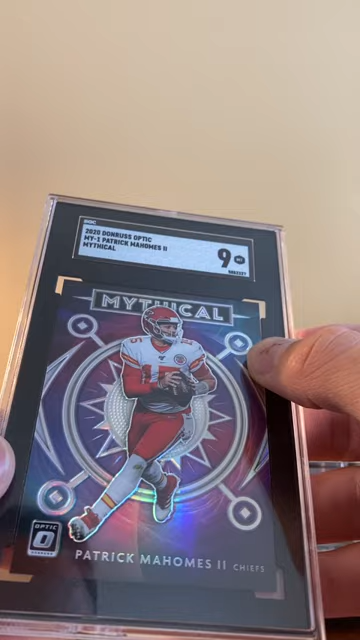 SGC
2020 DONRUSS OPTIC
MY-1 PATRICK MAHOMES II
MYTHICAL
9
MYTHICAL
15
OPTIC
PATRICK MAHOMES II CHIEFS